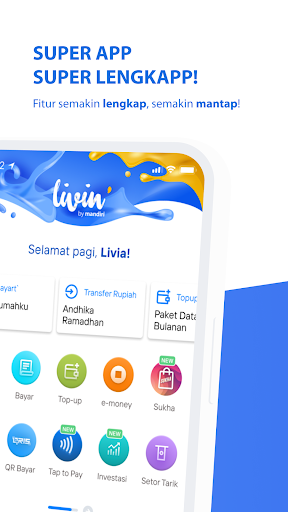 SUPER APP
SUPER LENGKAPP!
Fitur semakin lengkap, semakin mantap!
livin'
by mandiri
Selamat pagi, Livia!
Transfer Rupiah
Topup
umahku
Andhika
Ramadhan
Paket Data
Bulanan
NEW
Bayar
Top-up
e-money
Sukha
NEW
NEW
QRIS
QR Bayar
Tap to Pay
Investasi
Setor Tarik